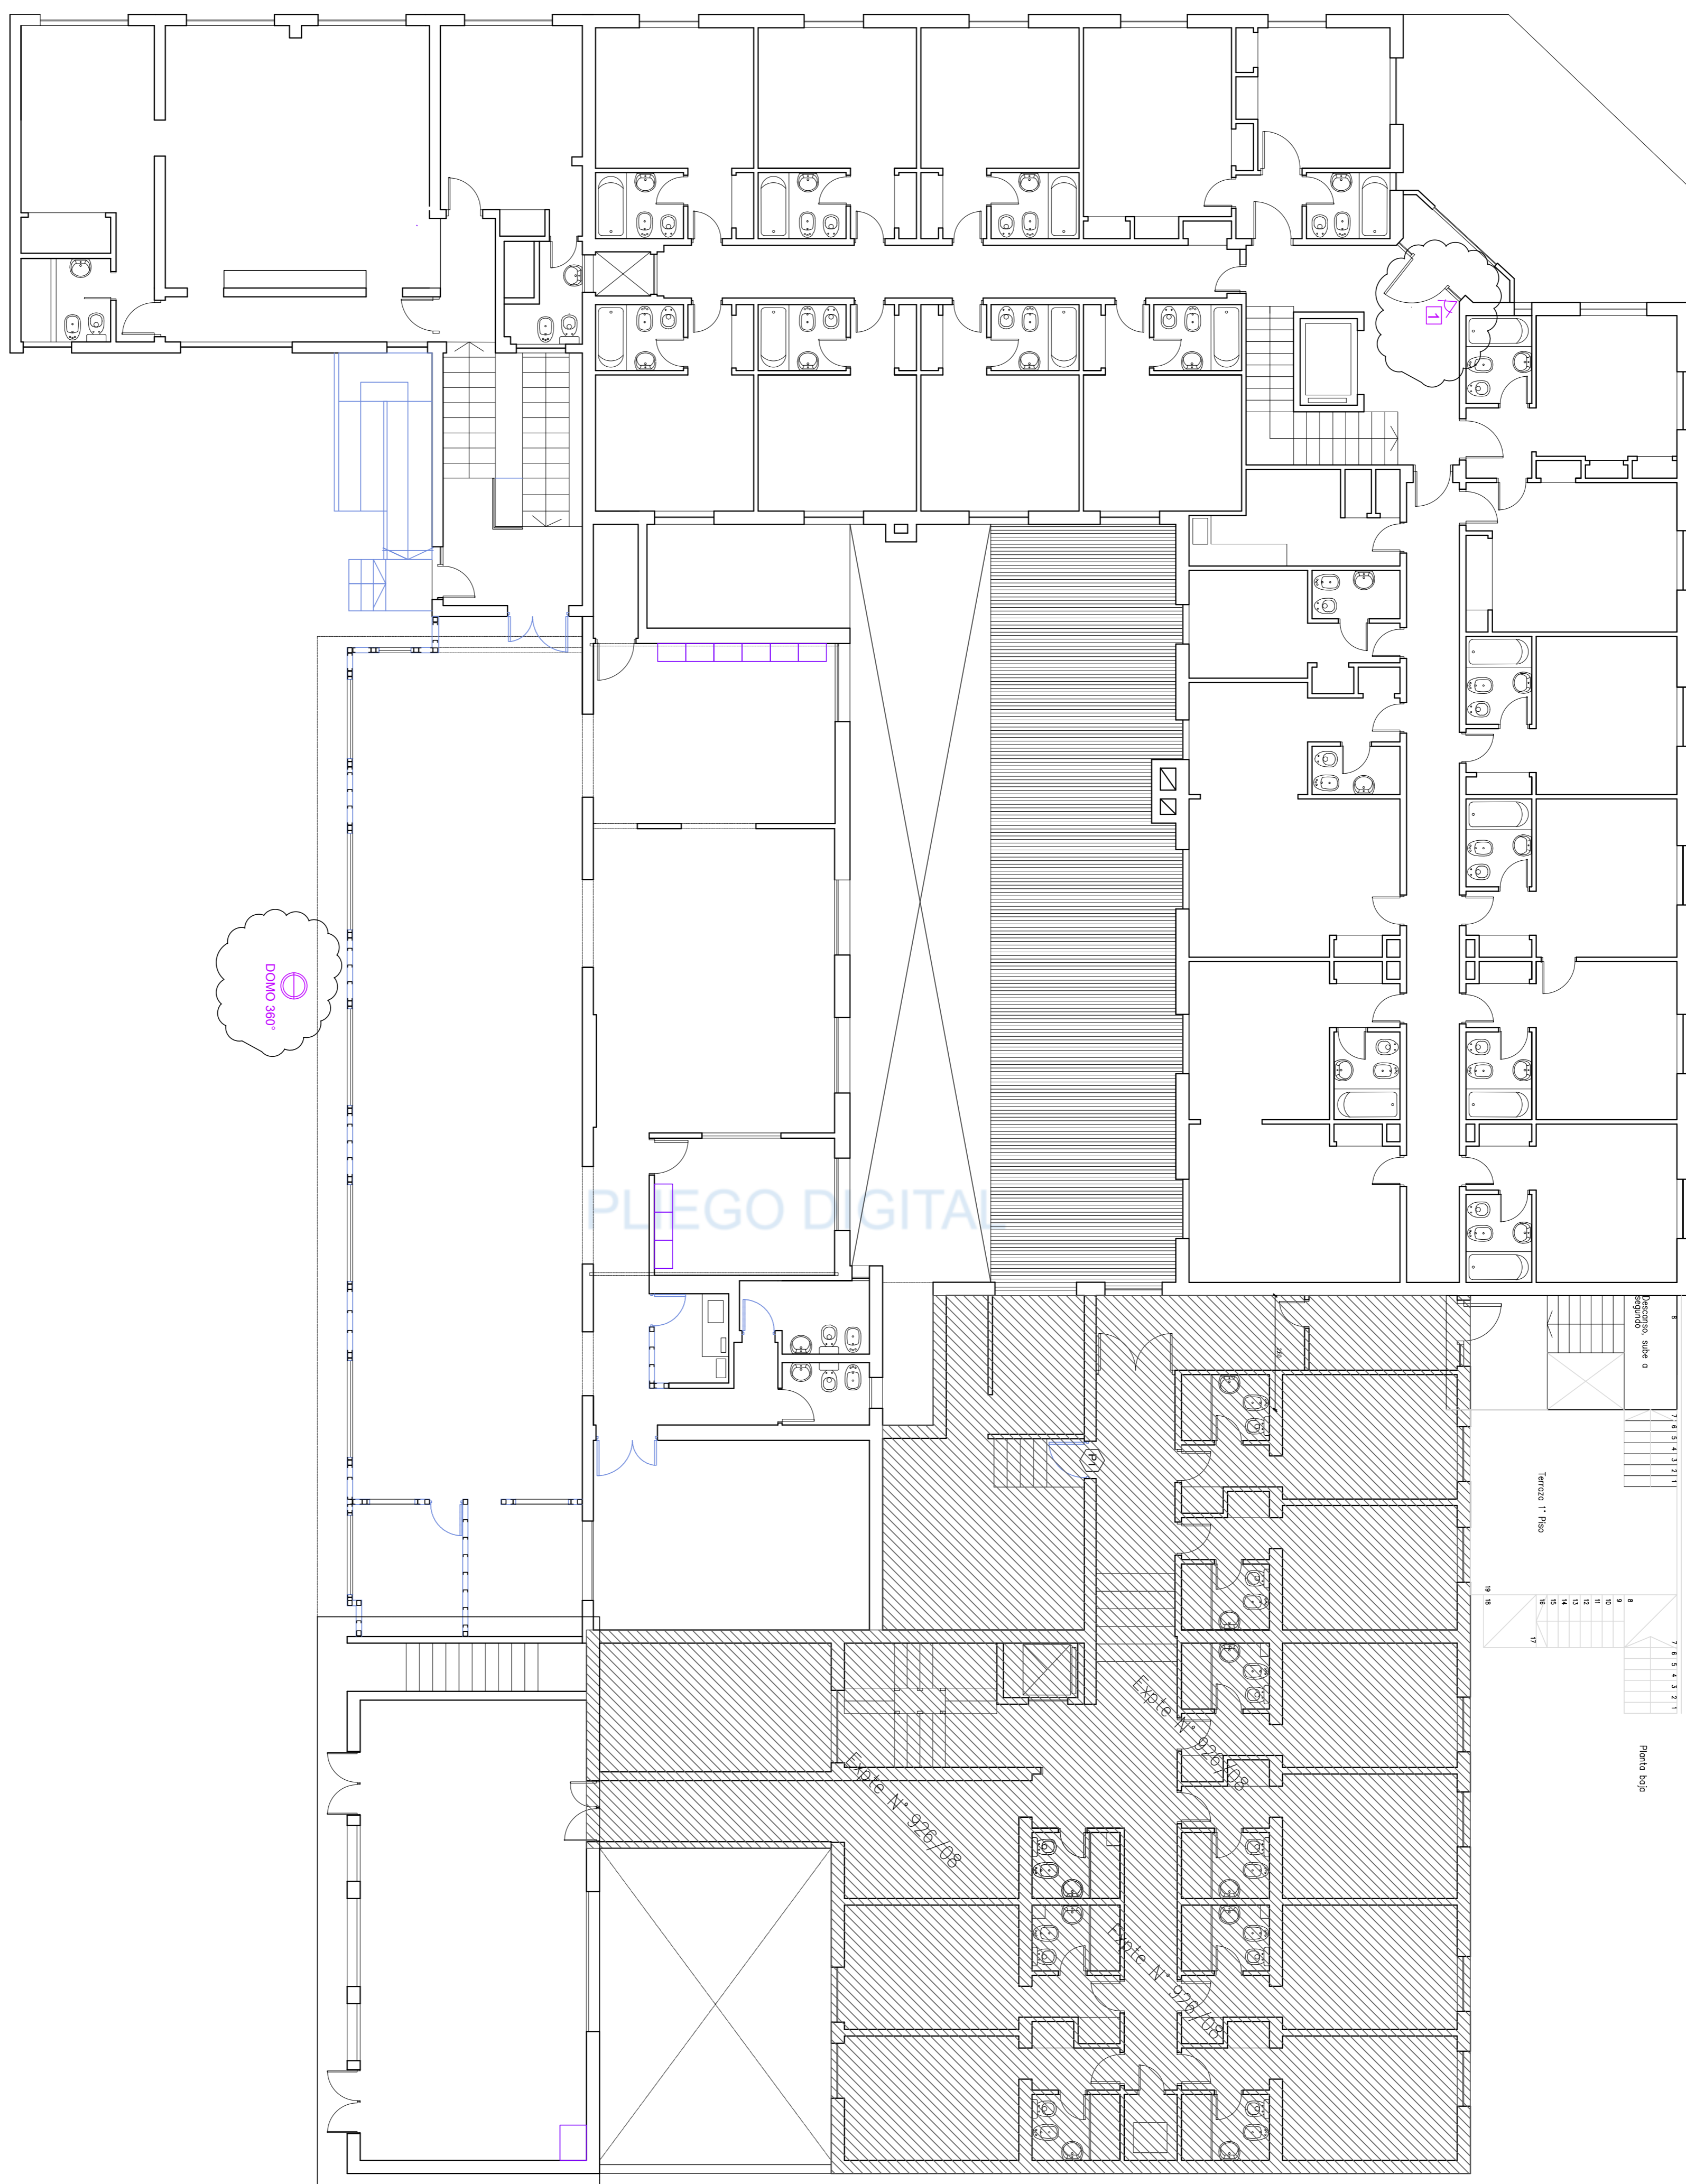 1
DOMO 360°
PLIEGO DIGITAL
8
Descanso, sube a
segundo
7 6 5 4 3 2 1
P1
Terraza 1° Piso
19
18
17
16
15
14
13
12
11
10
9
8
7 6 5 4 3 2 1
Planta baja
Expte N° 926/08
Expte N° 926/08
Expte N° 926/08